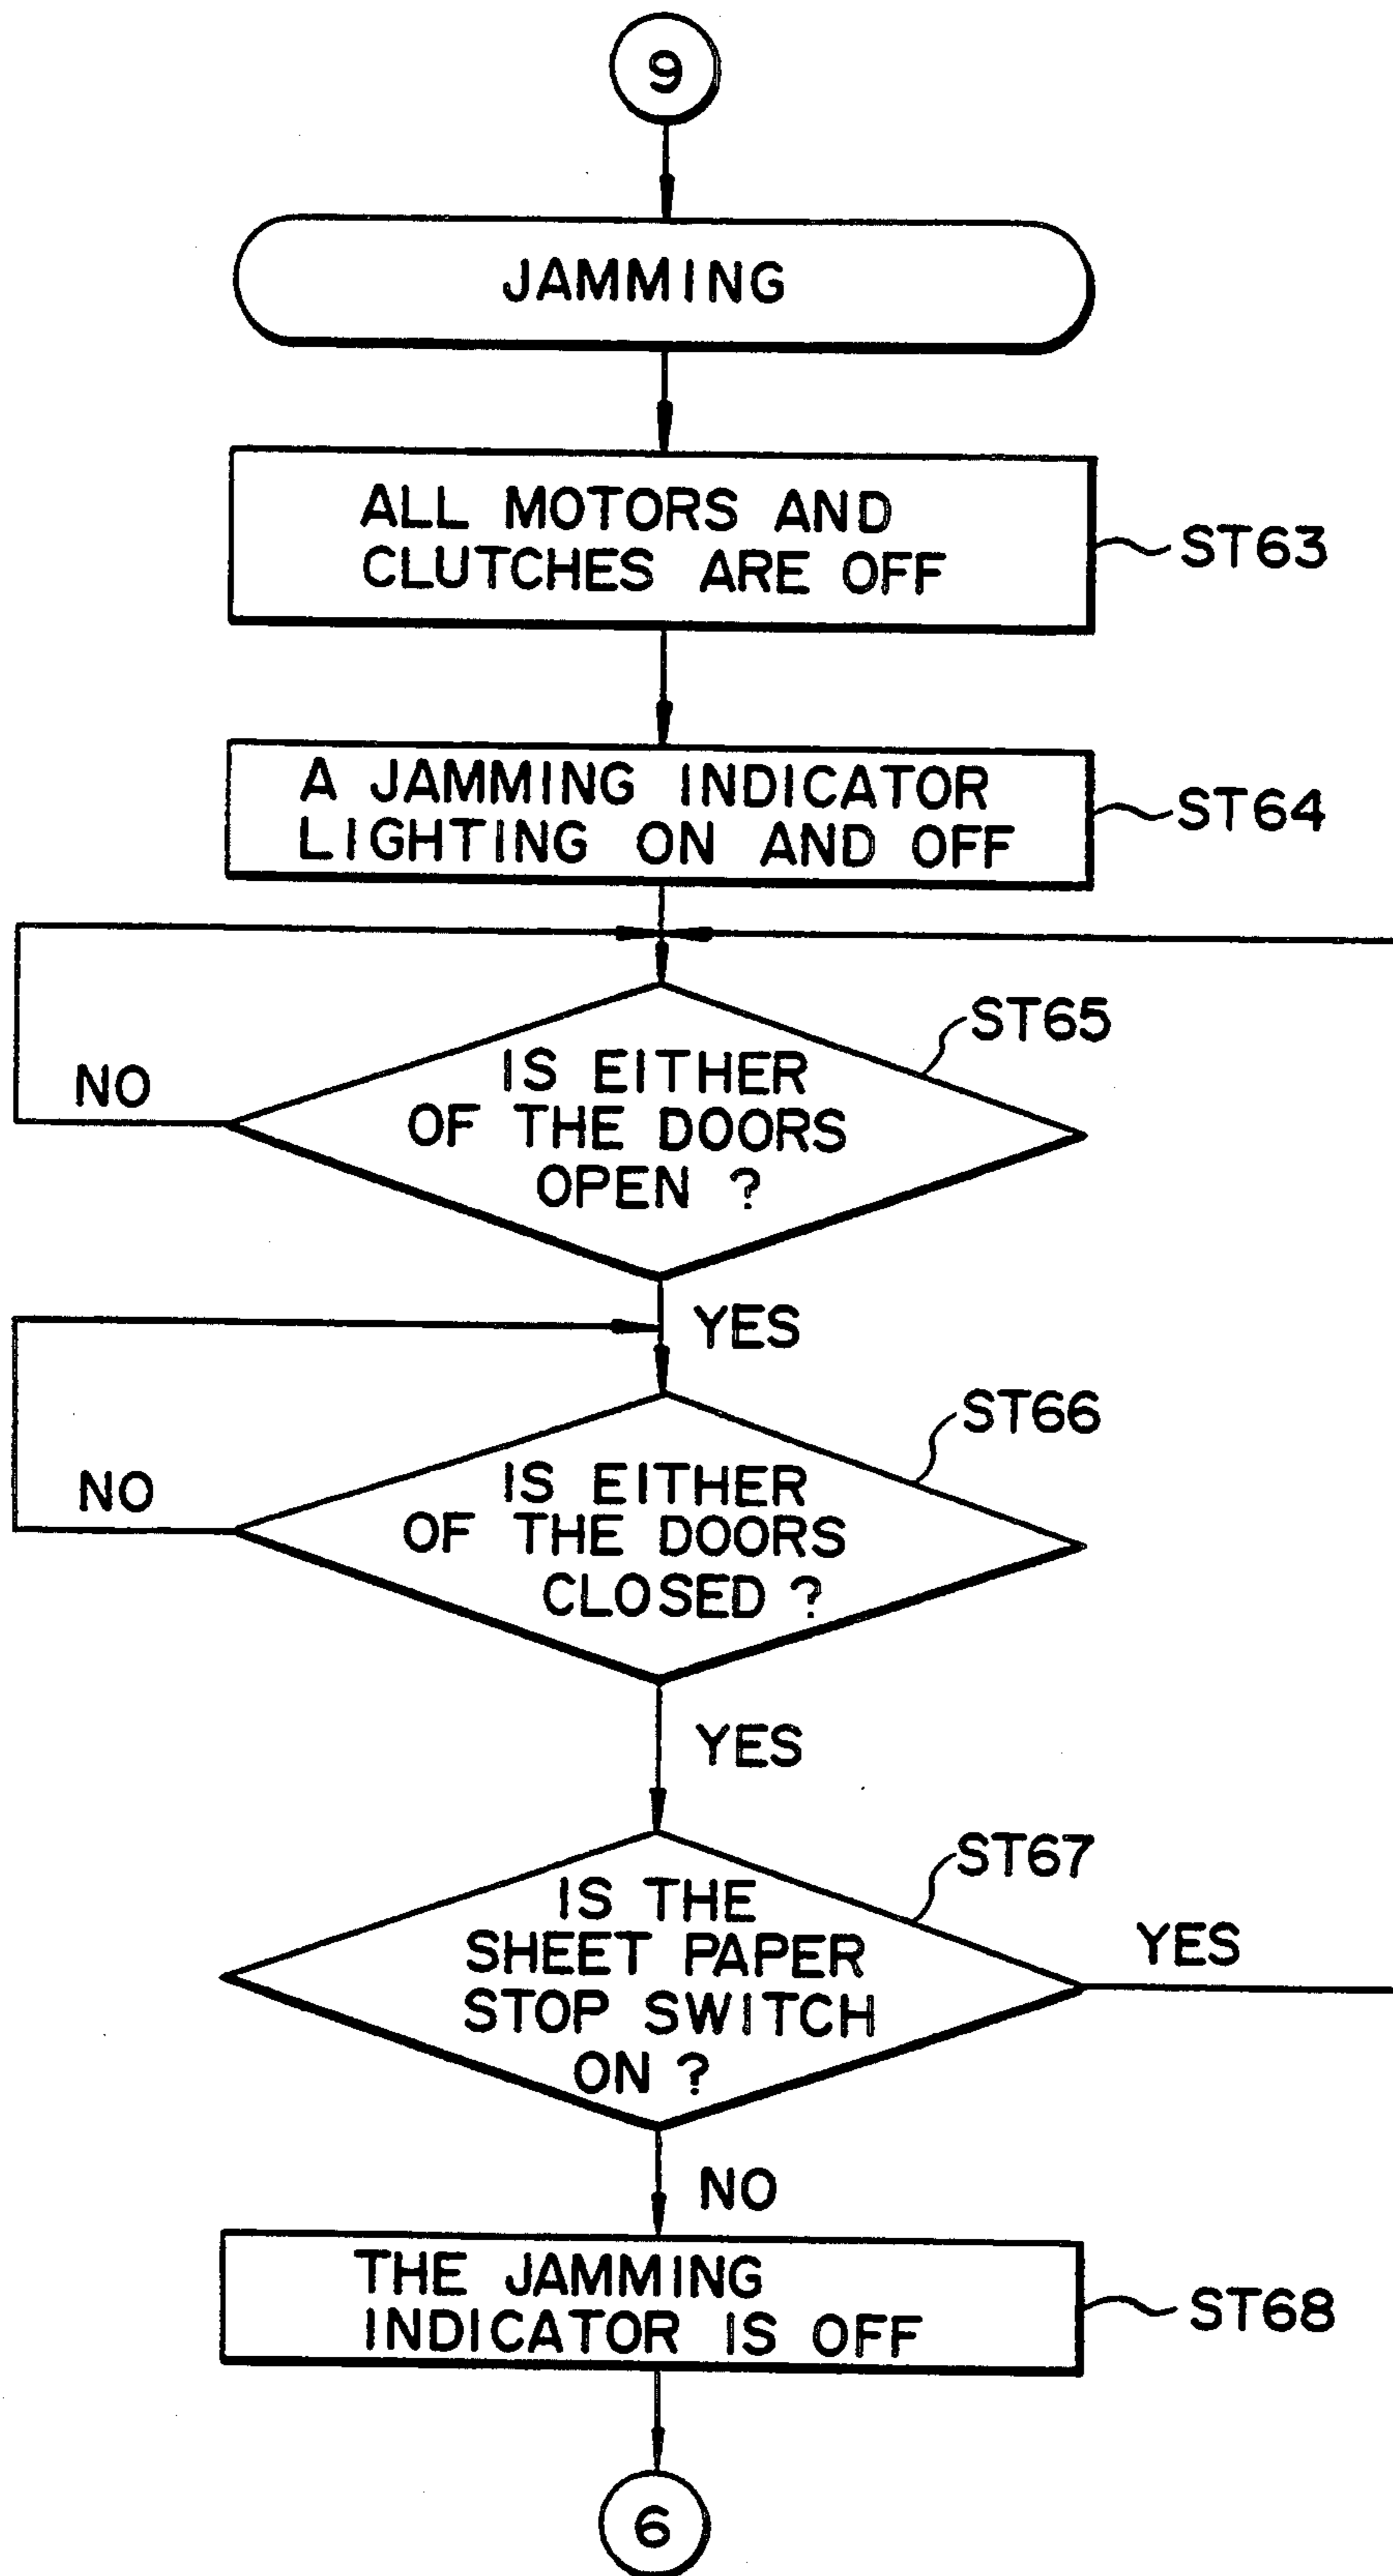 9
JAMMING
ALL MOTORS AND
CLUTCHES ARE OFF
ST63
A JAMMING INDICATOR
LIGHTING ON AND OFF
ST64
ST65
IS EITHER
OF THE DOORS
OPEN ?
NO
YES
ST66
IS EITHER
OF THE DOORS
CLOSED ?
NO
YES
ST67
IS THE
SHEET PAPER
STOP SWITCH
ON ?
YES
NO
THE JAMMING
INDICATOR IS OFF
ST68
6